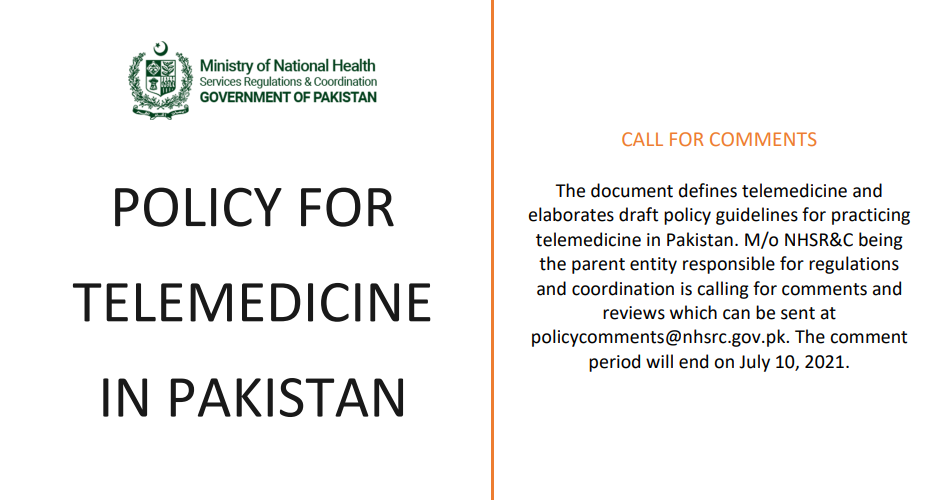 Ministry of National Health
Services Regulations & Coordination
GOVERNMENT OF PAKISTAN
POLICY FOR
TELEMEDICINE
IN PAKISTAN
CALL FOR COMMENTS
The document defines telemedicine and
elaborates draft policy guidelines for practicing
telemedicine in Pakistan. M/o NHSR&C being
the parent entity responsible for regulations
and coordination is calling for comments and
reviews which can be sent at
policycomments@nhsrc.gov.pk. The comment
period will end on July 10, 2021.